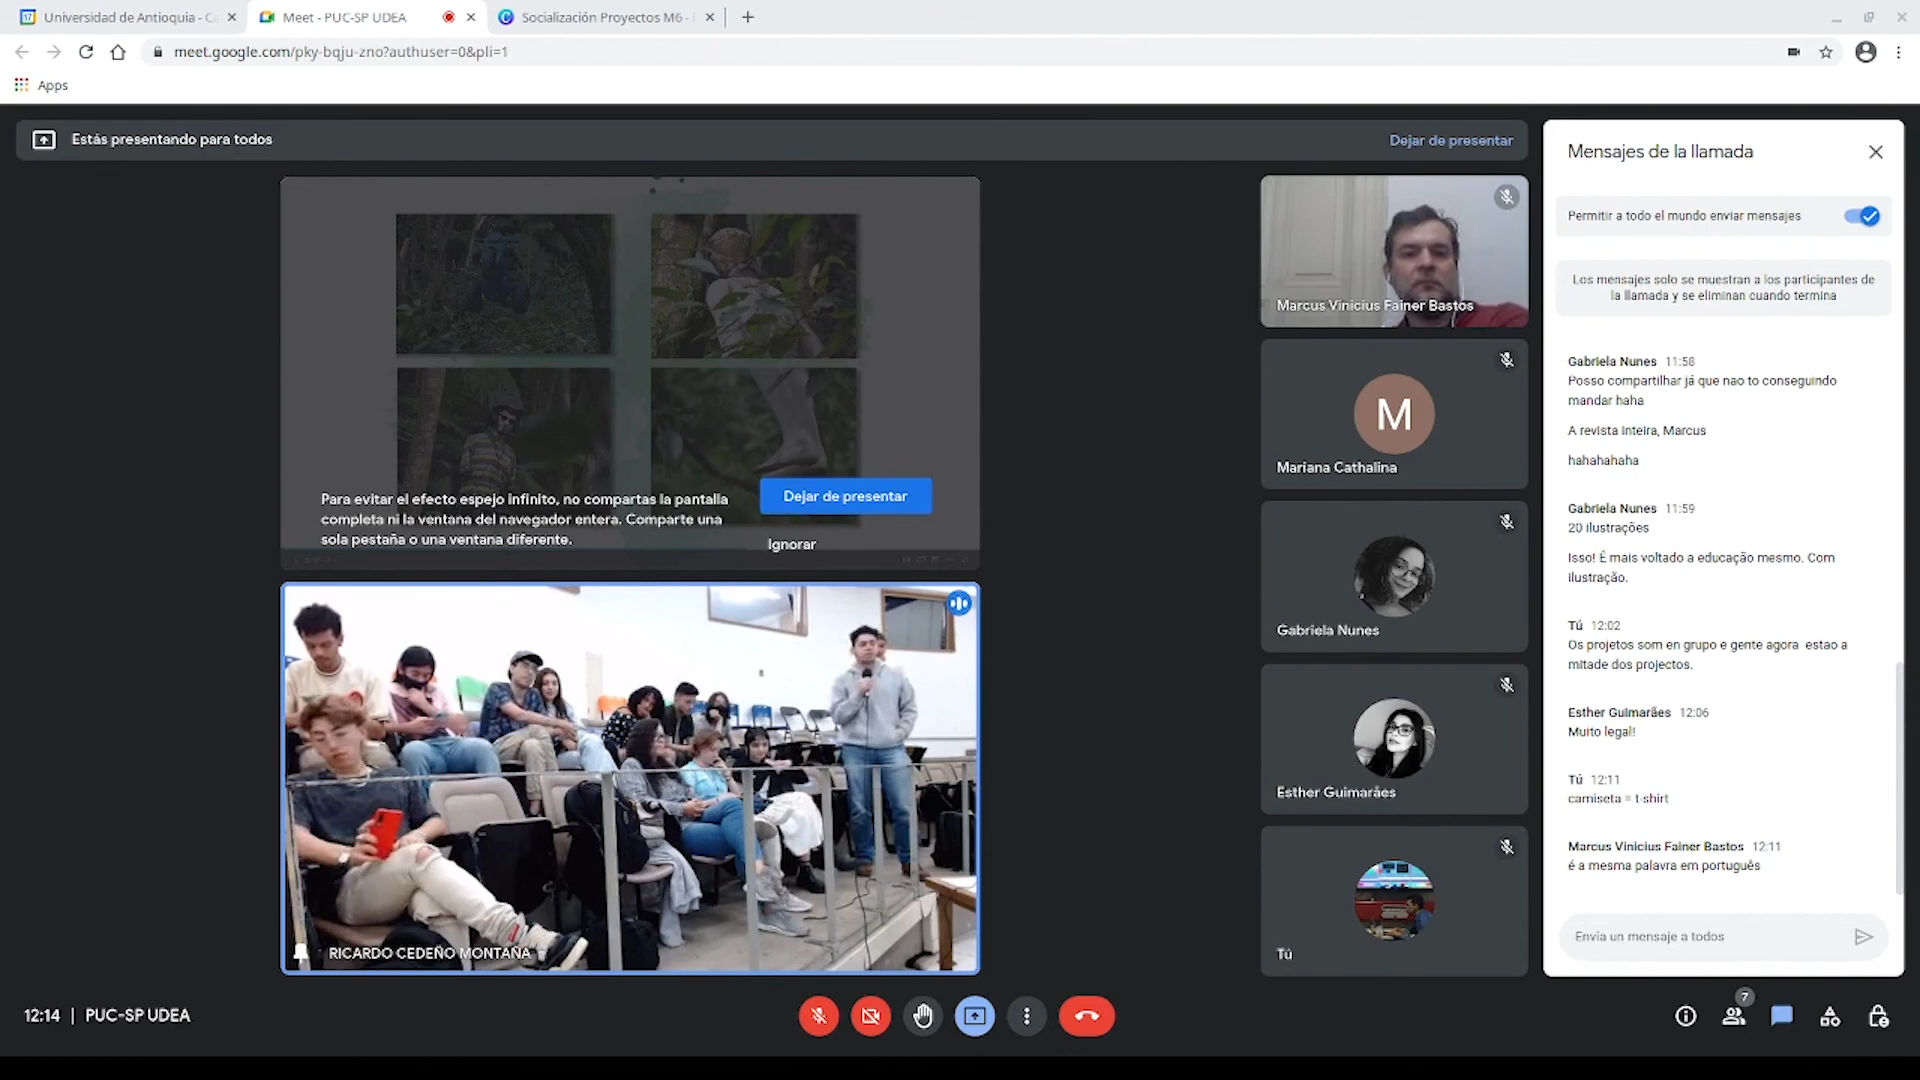 Universidad de Antioquia - Ca
Meet - PUC-SP UDEA
Socialización Proyectos M6 -
meet.google.com/pky-bqju-zno?authuser=0&pli=1
Apps
Estás presentando para todos
Dejar de presentar
Para evitar el efecto espejo infinito, no compartas la pantalla
completa ni la ventana del navegador entera. Comparte una
sola pestaña o una ventana diferente.
Dejar de presentar
Ignorar
RICARDO CEDEÑO MONTAÑA
Marcus Vinicius Fainer Bastos
M
Mariana Cathalina
Gabriela Nunes
Esther Guimarães
Tú
Mensajes de la llamada
Permitir a todo el mundo enviar mensajes
Los mensajes solo se muestran a los participantes de
la llamada y se eliminan cuando termina
Gabriela Nunes 11:58
Posso compartilhar já que nao to conseguindo
mandar haha
A revista inteira, Marcus
hahahahaha
Gabriela Nunes 11:59
20 ilustrações
Isso! É mais voltado a educação mesmo. Com
ilustração.
Tú 12:02
Os projetos som en grupo e gente agora estao a
mitade dos projectos.
Esther Guimarães 12:06
Muito legal!
Tú 12:11
camiseta = t-shirt
Marcus Vinicius Fainer Bastos 12:11
é a mesma palavra em português
Envía un mensaje a todos
12:14 | PUC-SP UDEA
7